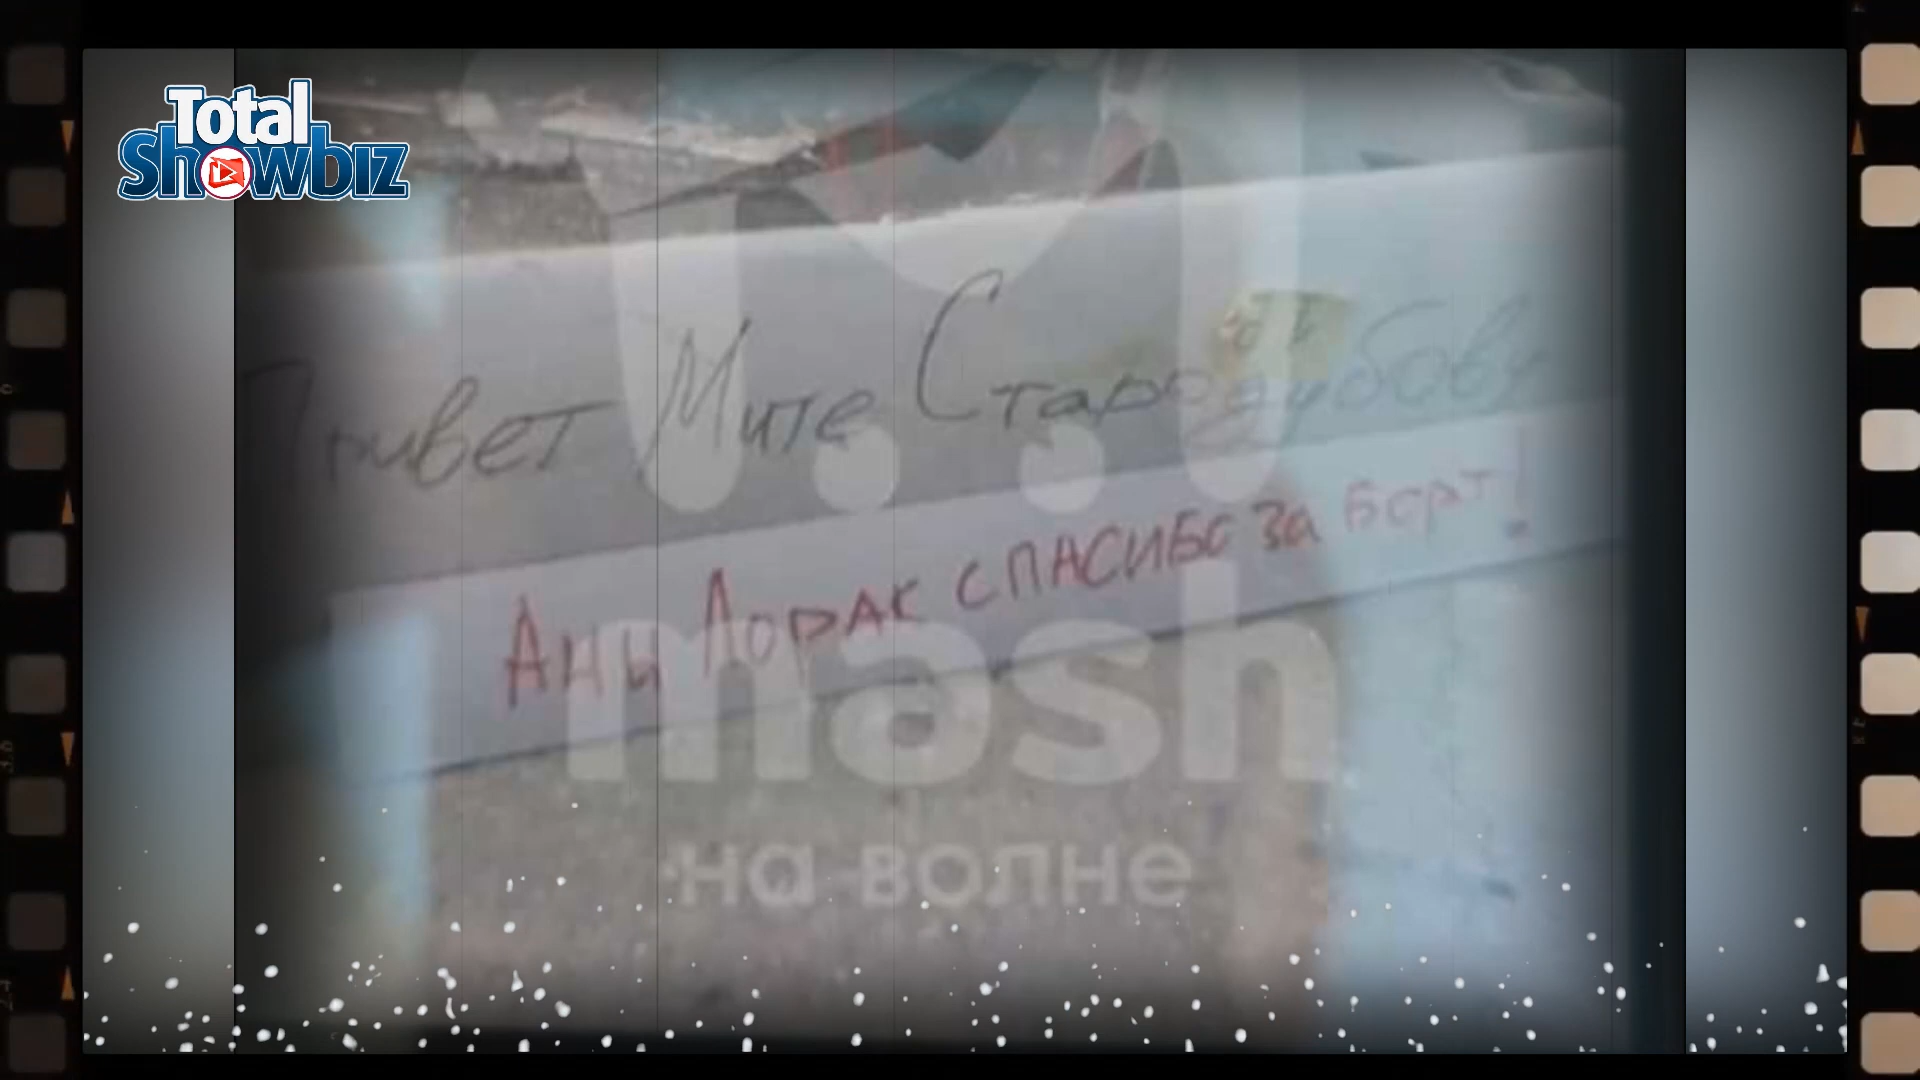 Total
Showbiz
Привет Мите Стародубову
Ани Лорак спасибо за борт!
mash
на волне